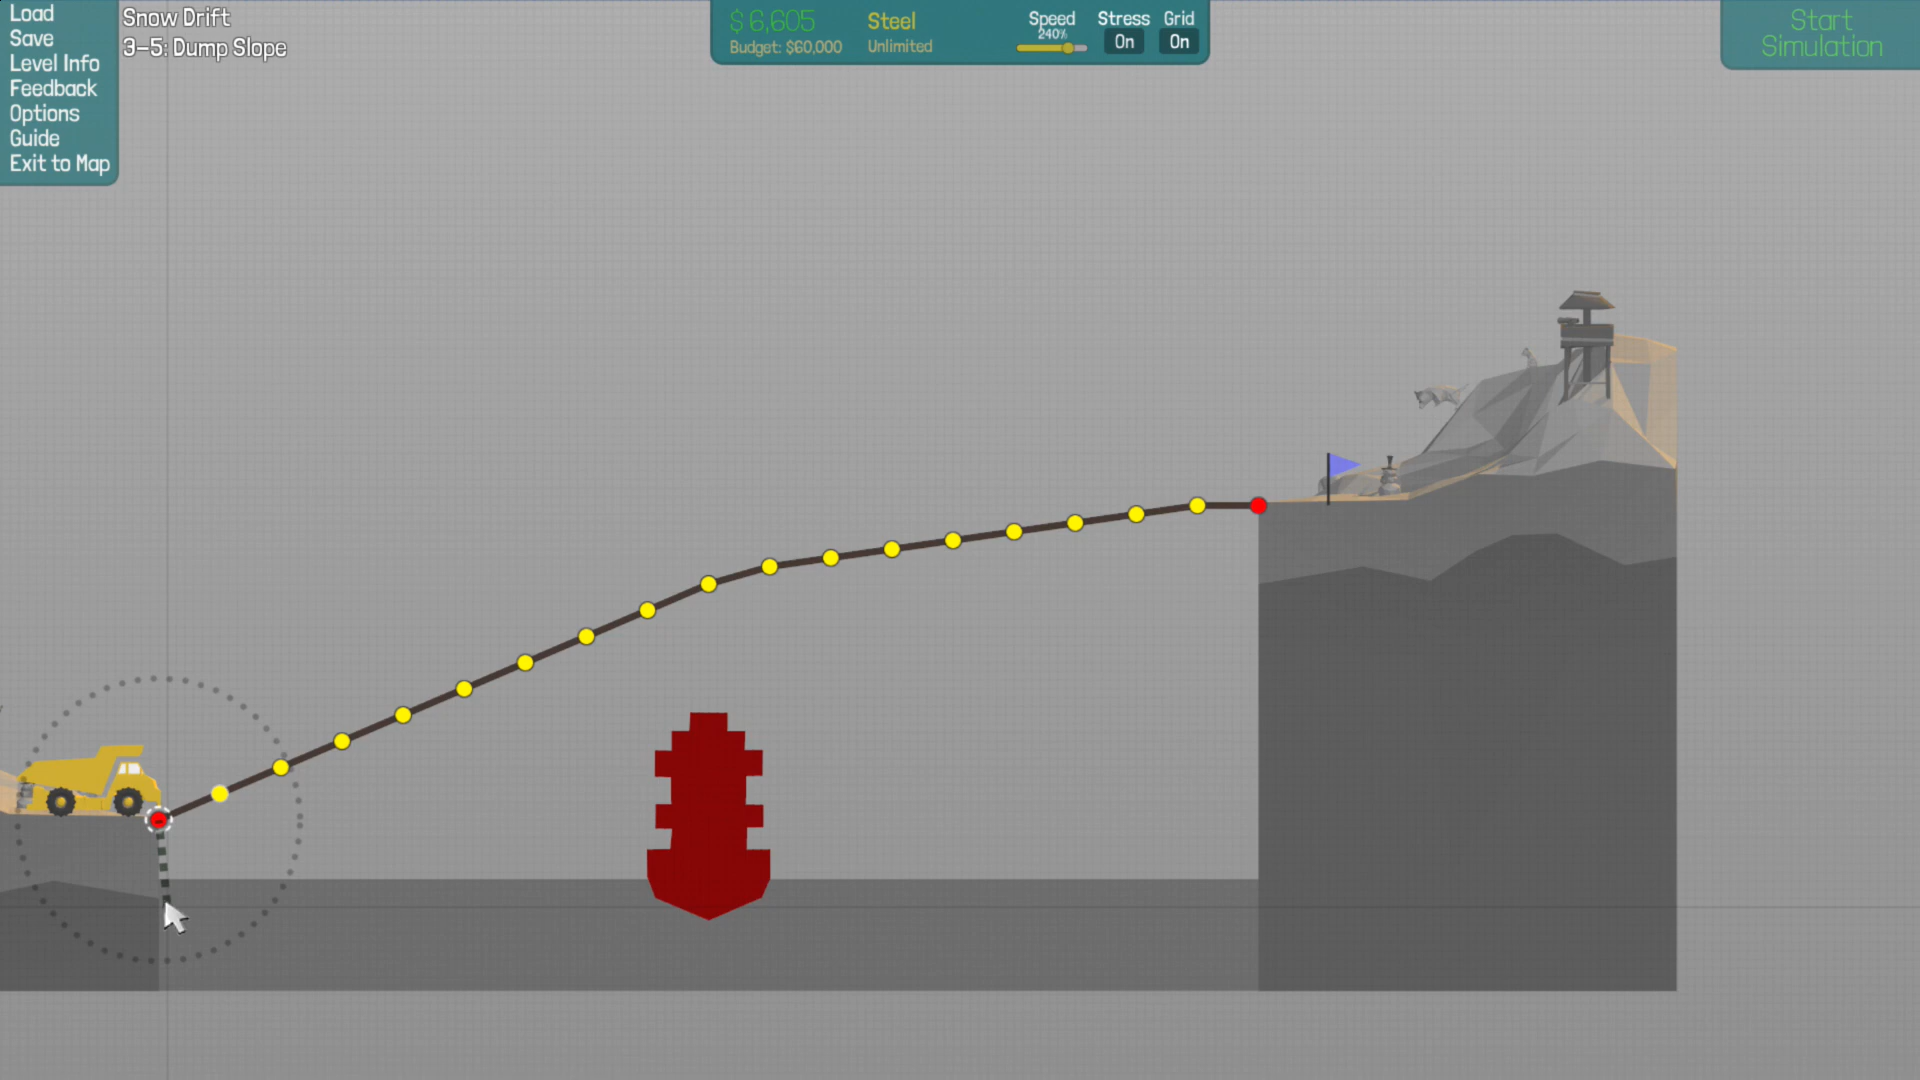 Load
Save
Level Info
Feedback
Options
Guide
Exit to Map
Snow Drift
3-5: Dump Slope
$ 6,605
Budget: $60,000
Steel
Unlimited
Speed
240%
Stress
On
Grid
On
Start
Simulation